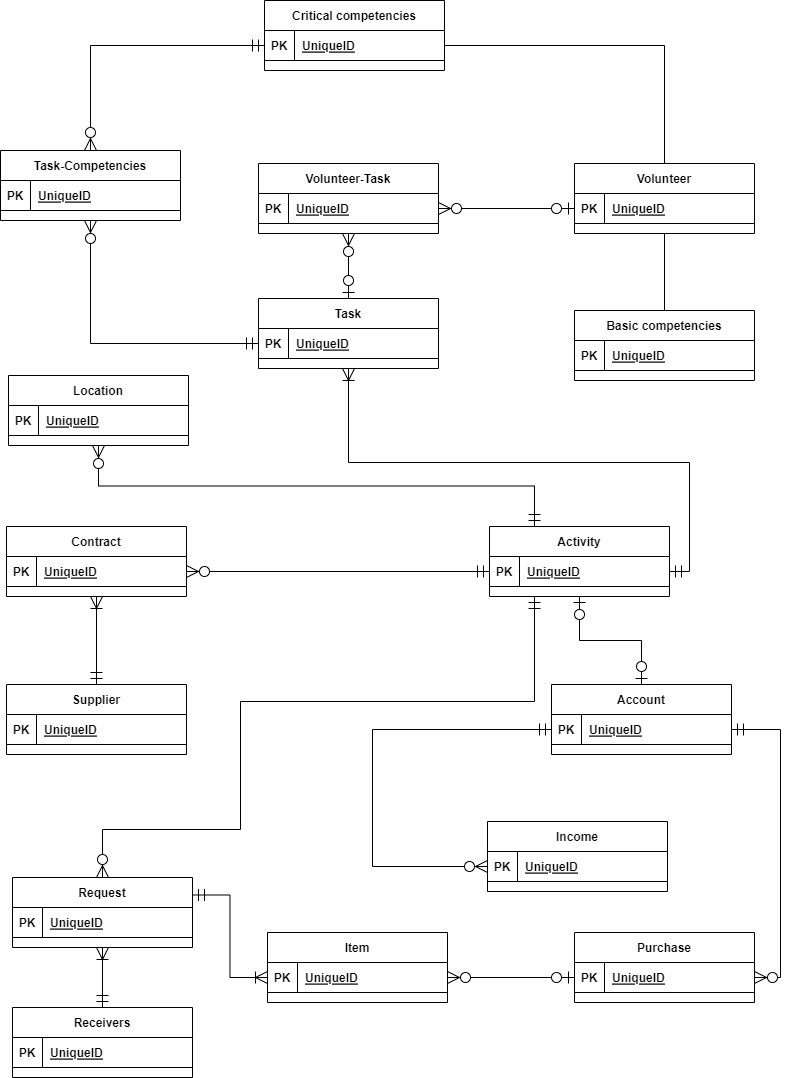 Critical competencies
PK UniqueID
Task-Competencies
PK UniqueID
Volunteer-Task
PK UniqueID
Volunteer
PK UniqueID
Task
PK UniqueID
Basic competencies
PK UniqueID
Location
PK UniqueID
Contract
PK UniqueID
Activity
PK UniqueID
Supplier
PK UniqueID
Account
PK UniqueID
Income
PK UniqueID
Request
PK UniqueID
Item
PK UniqueID
Purchase
PK UniqueID
Receivers
PK UniqueID